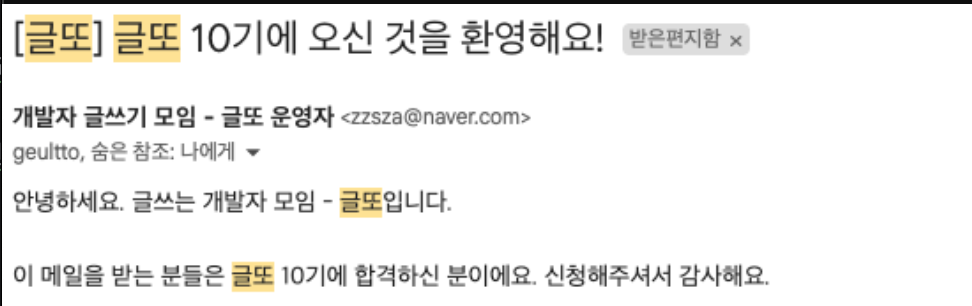 [글또] 글또 10기에 오신 것을 환영해요! 받은편지함 ×
개발자 글쓰기 모임 - 글또 운영자 <zzsza@naver.com>
geultto, 숨은 참조: 나에게
안녕하세요. 글쓰는 개발자 모임 - 글또입니다.
이 메일을 받는 분들은 글또 10기에 합격하신 분이에요. 신청해주셔서 감사해요.